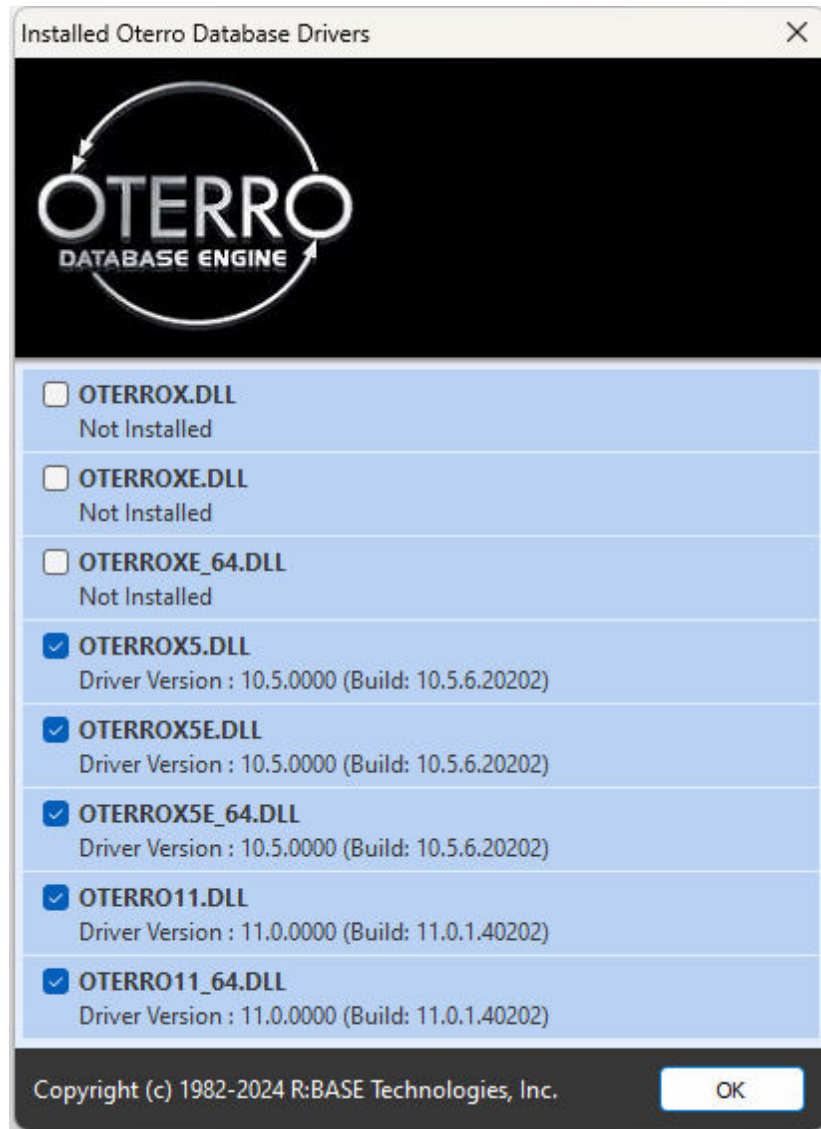 Installed Oterro Database Drivers
OTERRO
DATABASE ENGINE
OTERROX.DLL
Not Installed
OTERROXE.DLL
Not Installed
OTERROXE_64.DLL
Not Installed
OTERROX5.DLL
Driver Version : 10.5.0000 (Build: 10.5.6.20202)
OTERROX5E.DLL
Driver Version : 10.5.0000 (Build: 10.5.6.20202)
OTERROX5E_64.DLL
Driver Version : 10.5.0000 (Build: 10.5.6.20202)
OTERRO11.DLL
Driver Version : 11.0.0000 (Build: 11.0.1.40202)
OTERRO11_64.DLL
Driver Version : 11.0.0000 (Build: 11.0.1.40202)
Copyright (c) 1982-2024 R:BASE Technologies, Inc.
OK